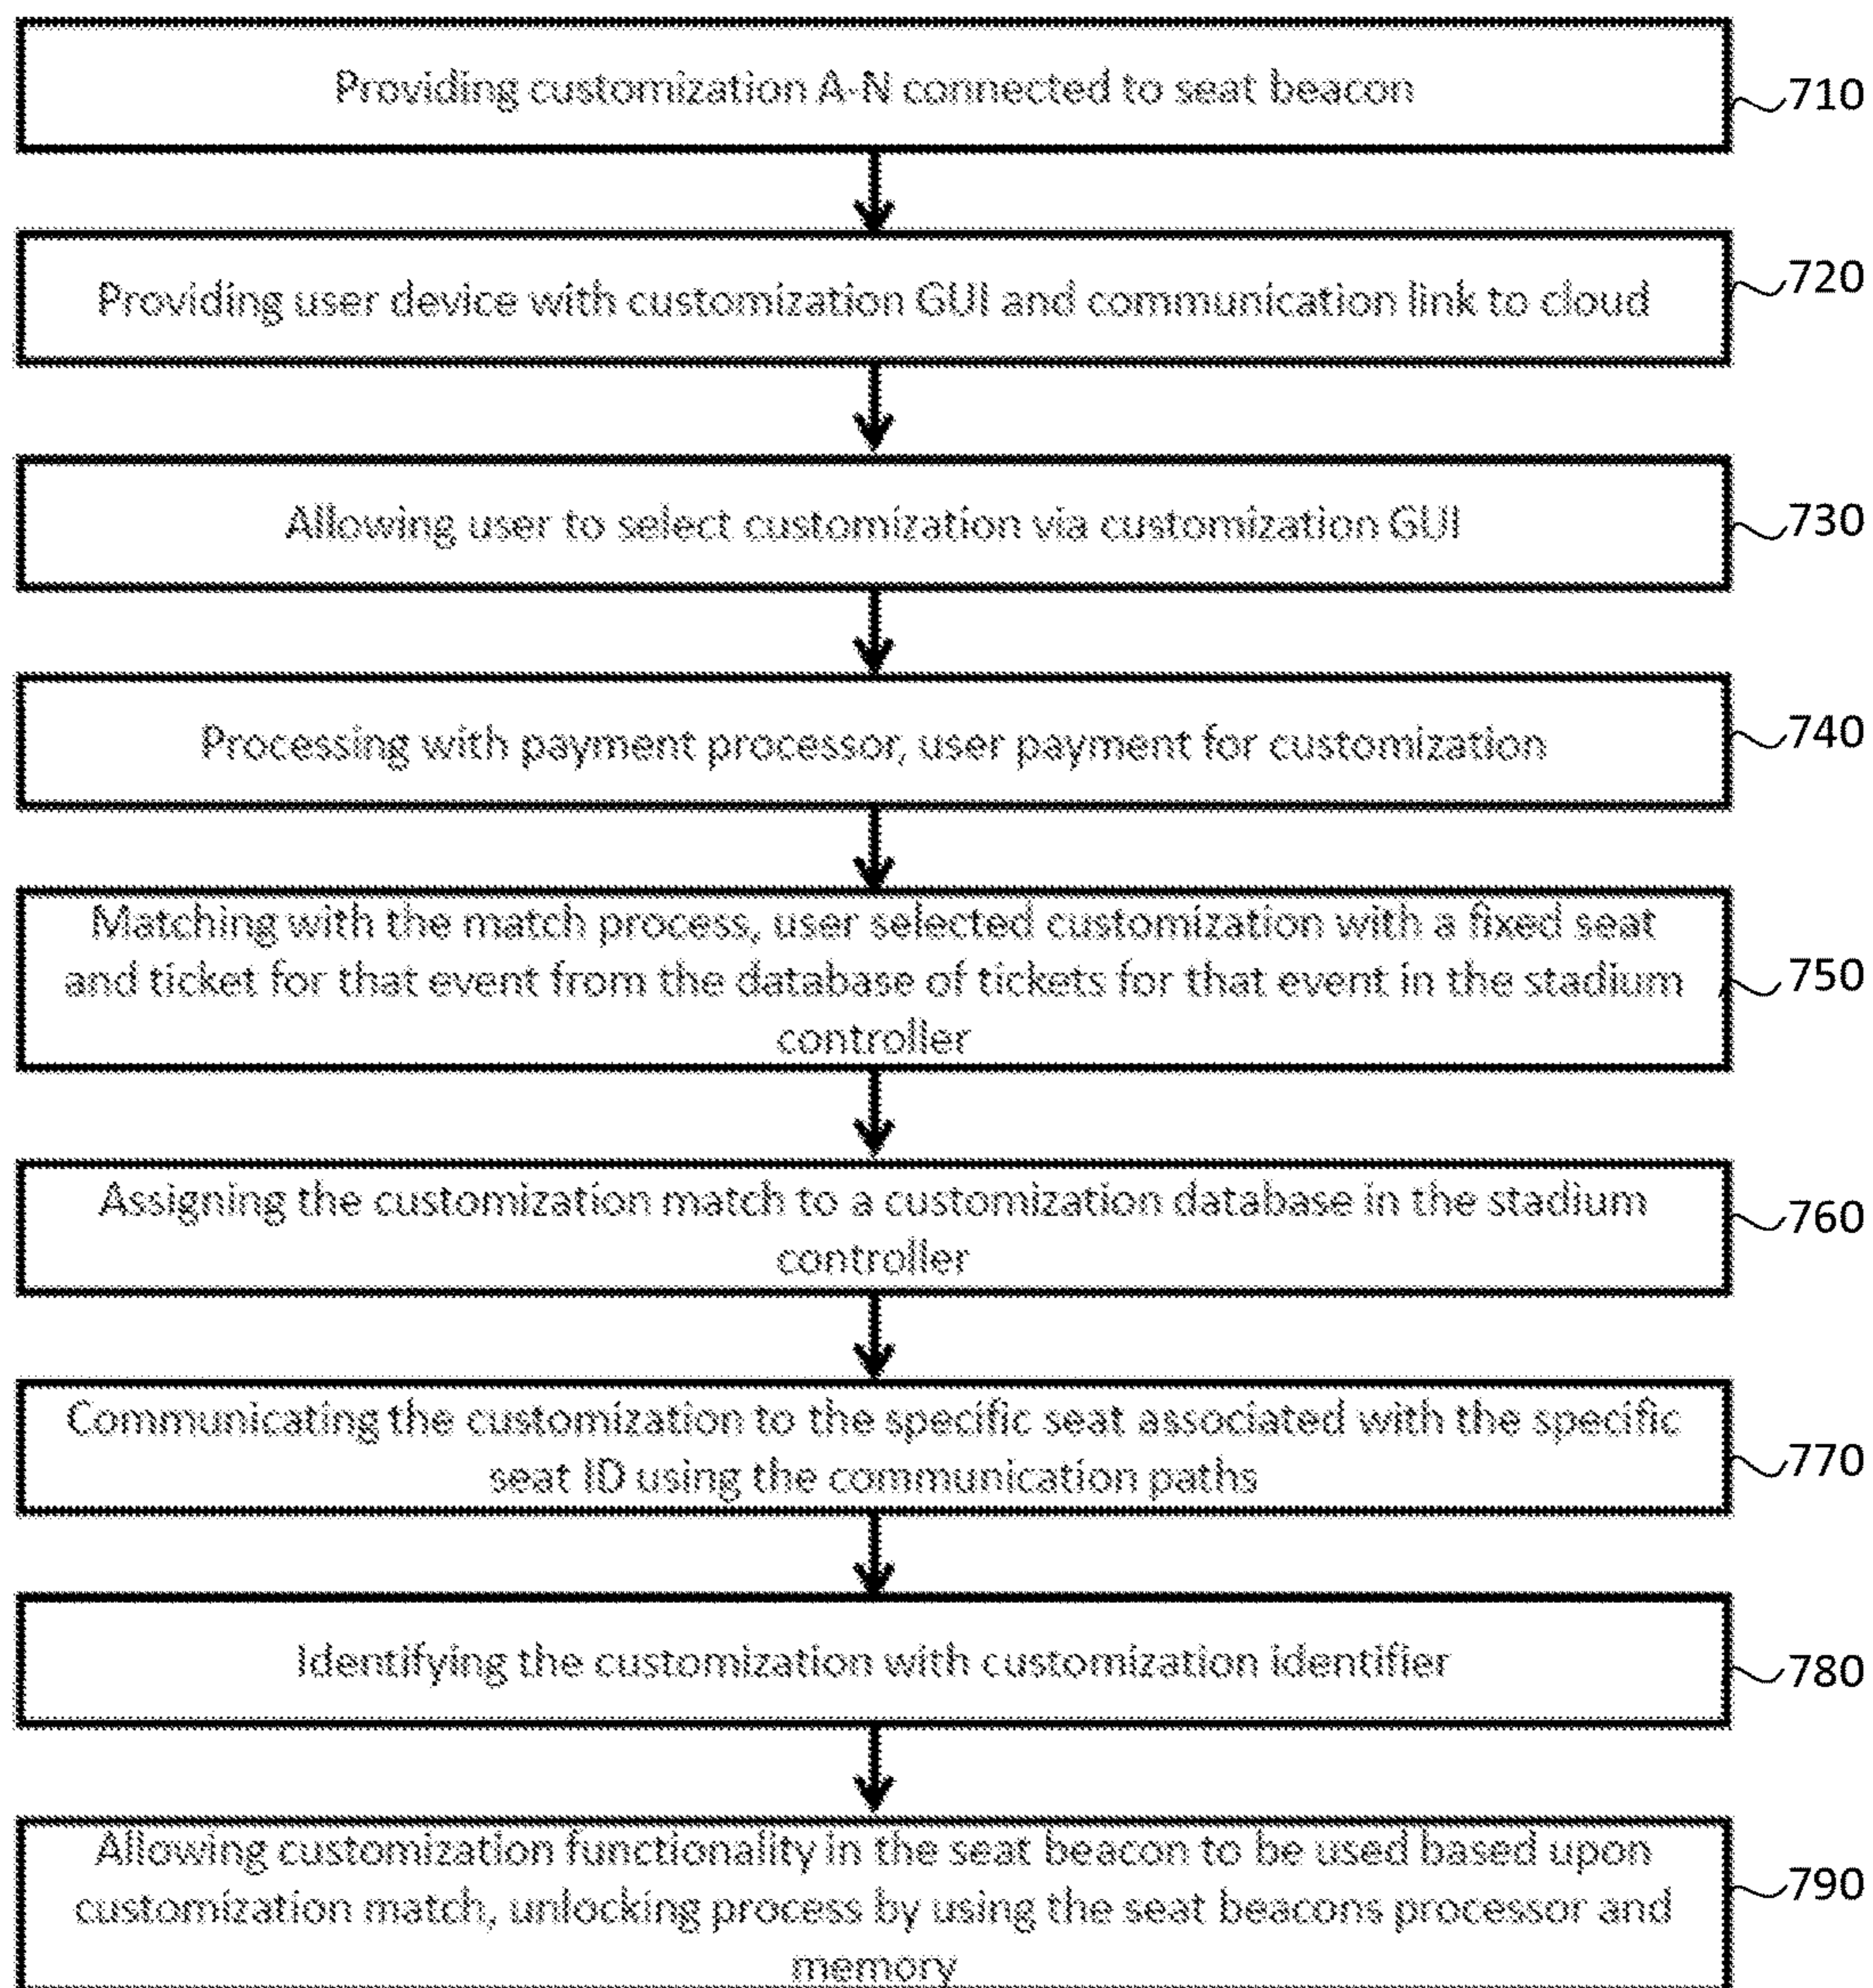 Providing customization A-N connected to seat beacon
710
Providing user device with customization GUI and communication link to cloud
720
Allowing user to select customization via customization GUI
730
Processing with payment processor, user payment for customization
740
Matching with the match process, user selected customization with a fixed seat
and ticket for that event from the database of tickets for that event in the stadium
controller
750
Assigning the customization match to a customization database in the stadium
controller
760
Communicating the customization to the specific seat associated with the specific
seat ID using the communication paths
770
Identifying the customization with customization identifier
780
Allowing customization functionality in the seat beacon to be used based upon
customization match, unlocking process by using the seat beacons processor and
memory
790